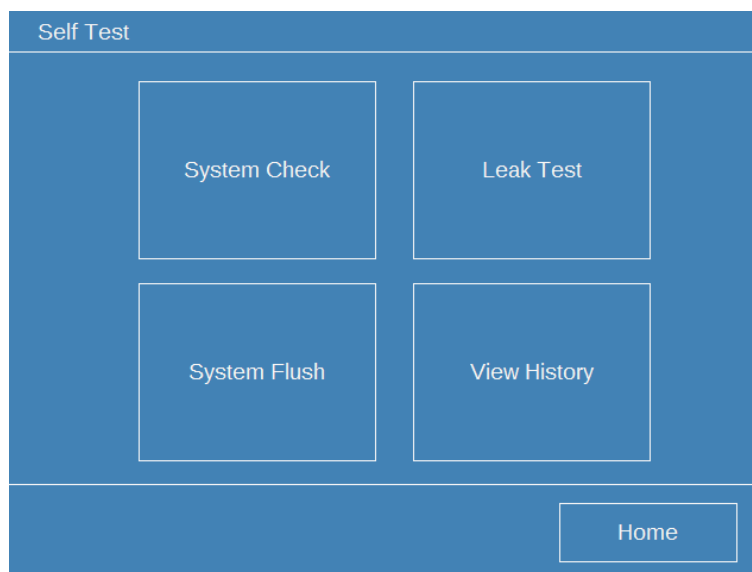 Self Test
System Check
Leak Test
System Flush
View History
Home